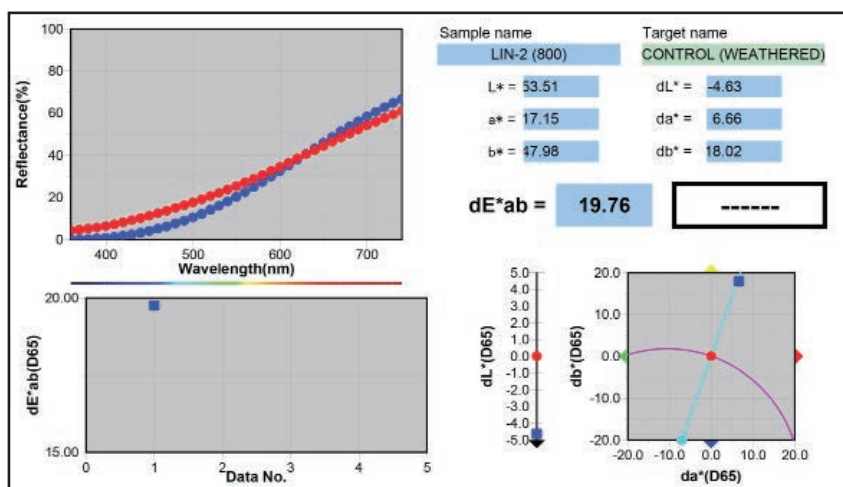 Sample name
Target name
LIN-2 (800)
CONTROL (WEATHERED)
L* = 53.51
dL* = -4.63
a* = 17.15
da* = 6.66
b* = 47.98
db* = 18.02
dE*ab = 19.76
------
Reflectance(%)
100
80
60
40
20
0
400 500 600 700
Wavelength(nm)
dE*ab(D65)
20.00
15.00
0 1 2 3 4 5
Data No.
dL*(D65)
5.0
4.0
3.0
2.0
1.0
0.0
-1.0
-2.0
-3.0
-4.0
-5.0
db*(D65)
20.0
10.0
0.0
-10.0
-20.0
-20.0 -10.0 0.0 10.0 20.0
da*(D65)